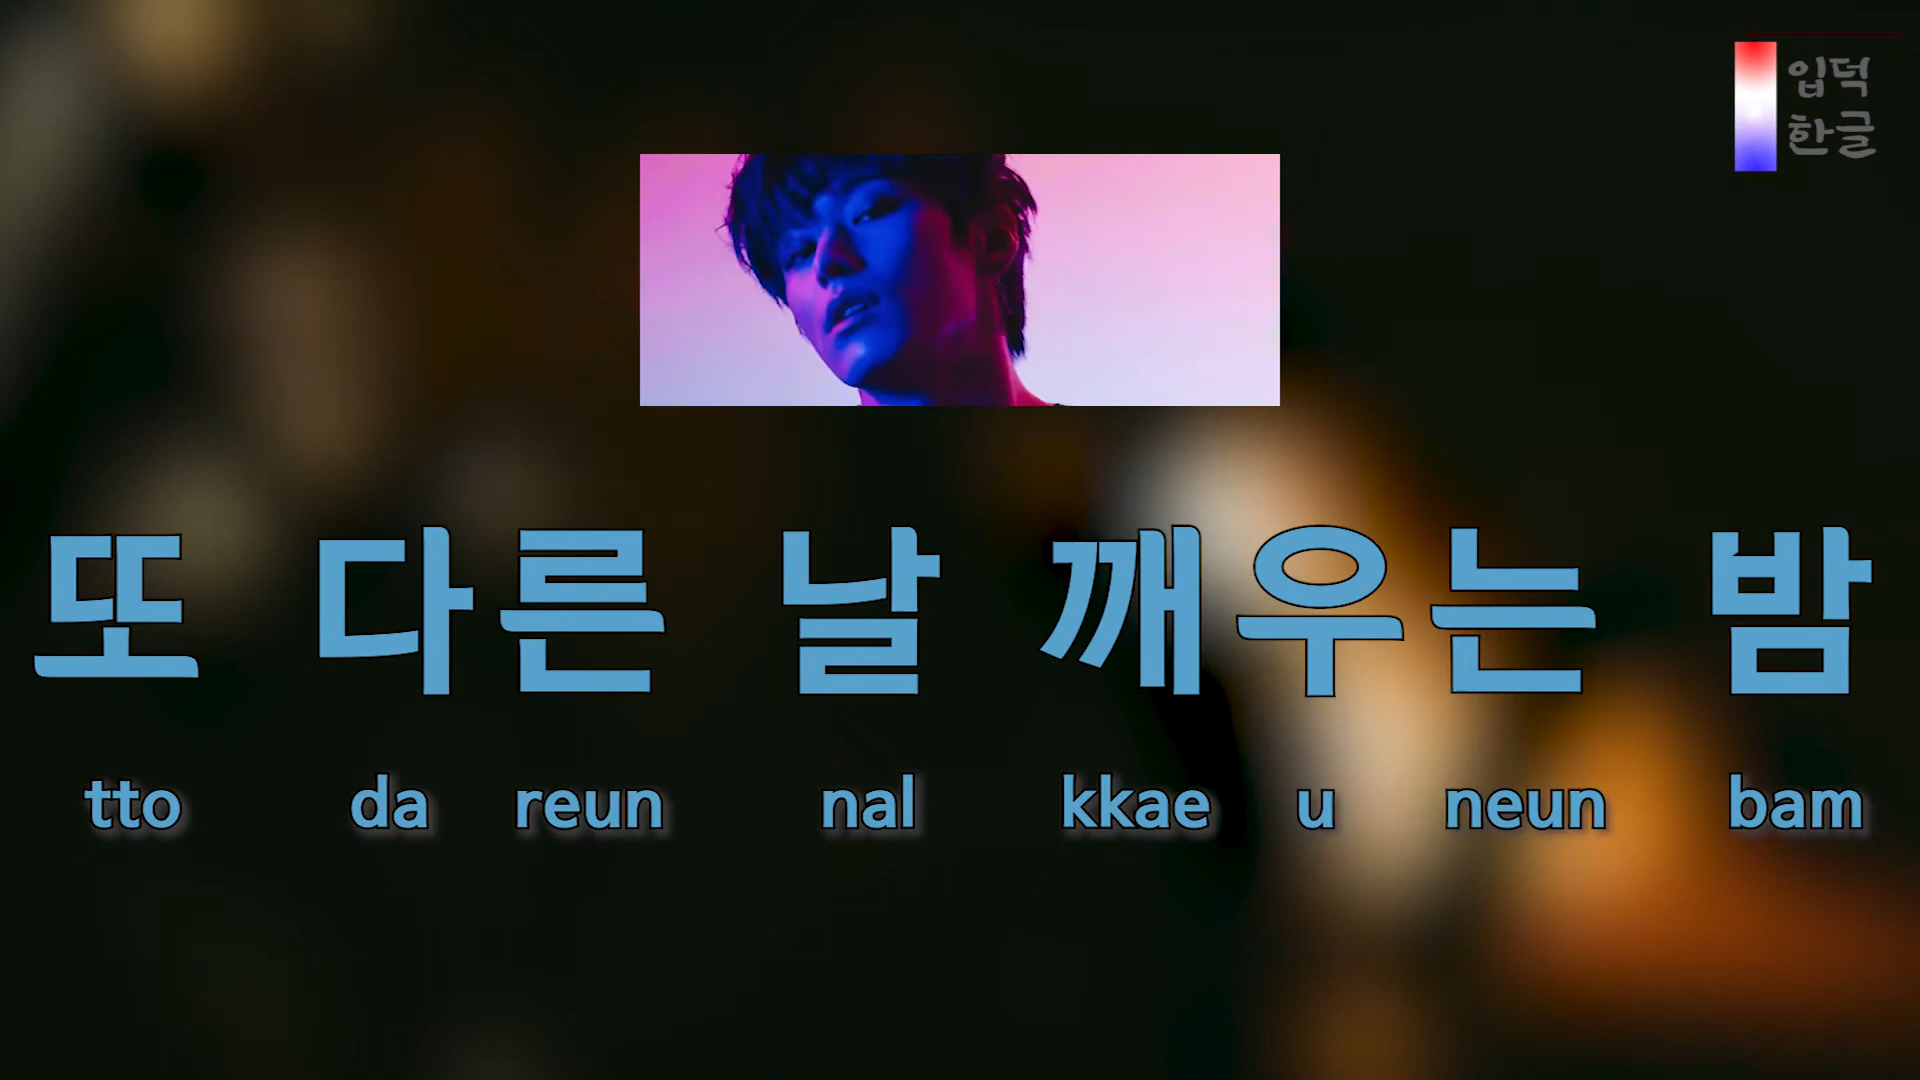 입덕
한글
또 다른 날 깨우는 밤
tto da reun nal kkae u neun bam